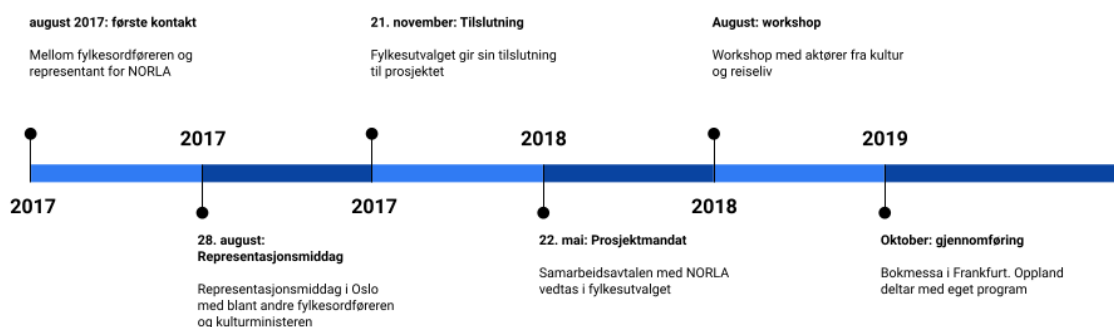 august 2017: første kontakt
Mellom fylkesordføreren og
representant for NORLA
21. november: Tilslutning
Fylkesutvalget gir sin tilslutning
til prosjektet
August: workshop
Workshop med aktører fra kultur
og reiseliv
2017
2018
2019
2017
2017
2018
28. august:
Representasjonsmiddag
Representasjonsmiddag i Oslo
med blant andre fylkesordføreren
og kulturministeren
22. mai: Prosjektmandat
Samarbeidsavtalen med NORLA
vedtas i fylkesutvalget
Oktober: gjennomføring
Bokmessa i Frankfurt. Oppland
deltar med eget program